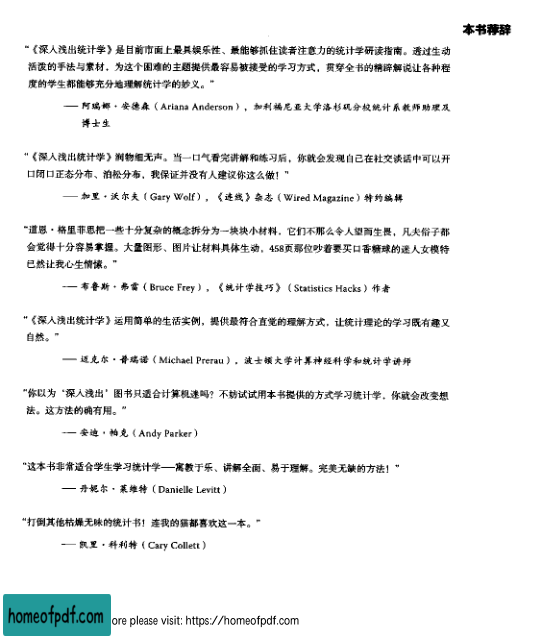 本书荐辞
“《深入浅出统计学》是目前市面上最具娱乐性、最能够抓住读者注意力的统计学研读指南。透过生动
活泼的手法与素材，为这个困难的主题提供最容易被接受的学习方式，贯穿全书的精辟解说让各种程
度的学生都能够充分地理解统计学的妙义。”
—— 阿瑞娜·安德森（Ariana Anderson），加利福尼亚大学洛杉矶分校统计系教师助理及
博士生
“《深入浅出统计学》润物细无声。当一口气看完讲解和练习后，你就会发现自己在社交谈话中可以开
口闭口正态分布、泊松分布，我保证并没有人建议你这么做！”
—— 加里·沃尔夫（Gary Wolf），《连线》杂志（Wired Magazine）特约编辑
“道恩·格里菲思把一些十分复杂的概念拆分为一块块小材料，它们不那么令人望而生畏，凡夫俗子都
会觉得十分容易掌握。大量图形、图片让材料具体生动，458页那位吵着要买口香糖球的迷人女模特
已然让我心生情愫。”
—— 布鲁斯·弗雷（Bruce Frey），《统计学技巧》（Statistics Hacks）作者
“《深入浅出统计学》运用简单的生活实例，提供最符合直觉的理解方式，让统计理论的学习既有趣又
自然。”
—— 迈克尔·普瑞诺（Michael Prerau），波士顿大学计算神经科学和统计学讲师
“你以为‘深入浅出’图书只适合计算机迷吗？不妨试试用本书提供的方式学习统计学，你就会改变想
法。这方法的确有用。”
—— 安迪·帕克（Andy Parker）
“这本书非常适合学生学习统计学——寓教于乐、讲解全面、易于理解。完美无缺的方法！”
—— 丹妮尔·莱维特（Danielle Levitt）
“打倒其他枯燥无味的统计书！连我的猫都喜欢这一本。”
—— 凯里·科利特（Cary Collett）
homeofpdf.com
ore please visit: https://homeofpdf.com